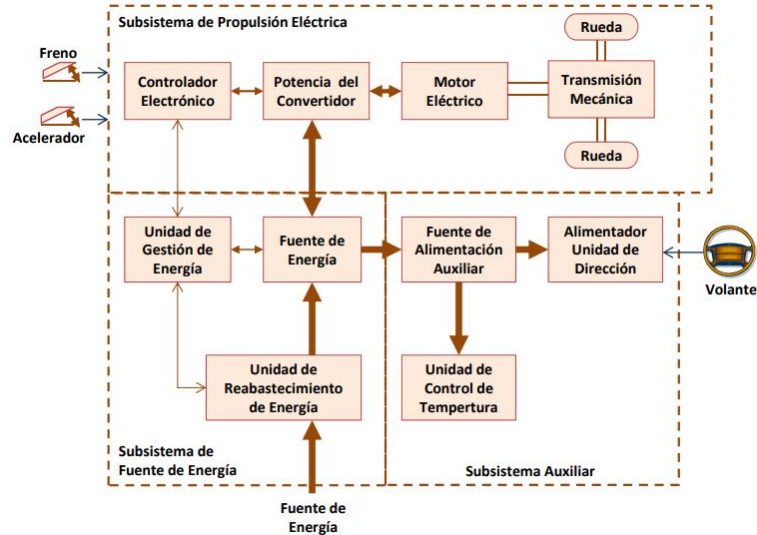 Subsistema de Propulsión Eléctrica
Rueda
Freno
Controlador
Electrónico
Potencia del
Convertidor
Motor
Eléctrico
Transmisión
Mecánica
Acelerador
Rueda
Unidad de
Gestión de
Energía
Fuente de
Energía
Fuente de
Alimentación
Auxiliar
Alimentador
Unidad de
Dirección
Volante
Unidad de
Reabastecimiento
de Energía
Unidad de
Control de
Tempertura
Subsistema de
Fuente de Energía
Subsistema Auxiliar
Fuente de
Energía